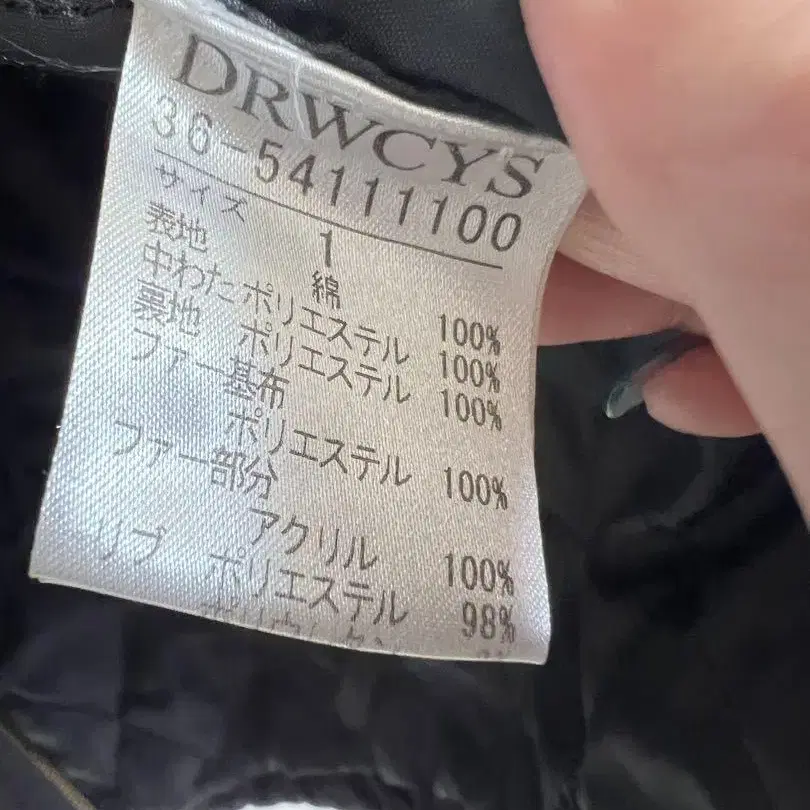 DRWCYS
36-54111100
サイズ 1
表地 綿 100%
中わたポリエステル 100%
裏地 ポリエステル 100%
ファー基布
ポリエステル 100%
ファー部分
アクリル 100%
リブ ポリエステル 98%